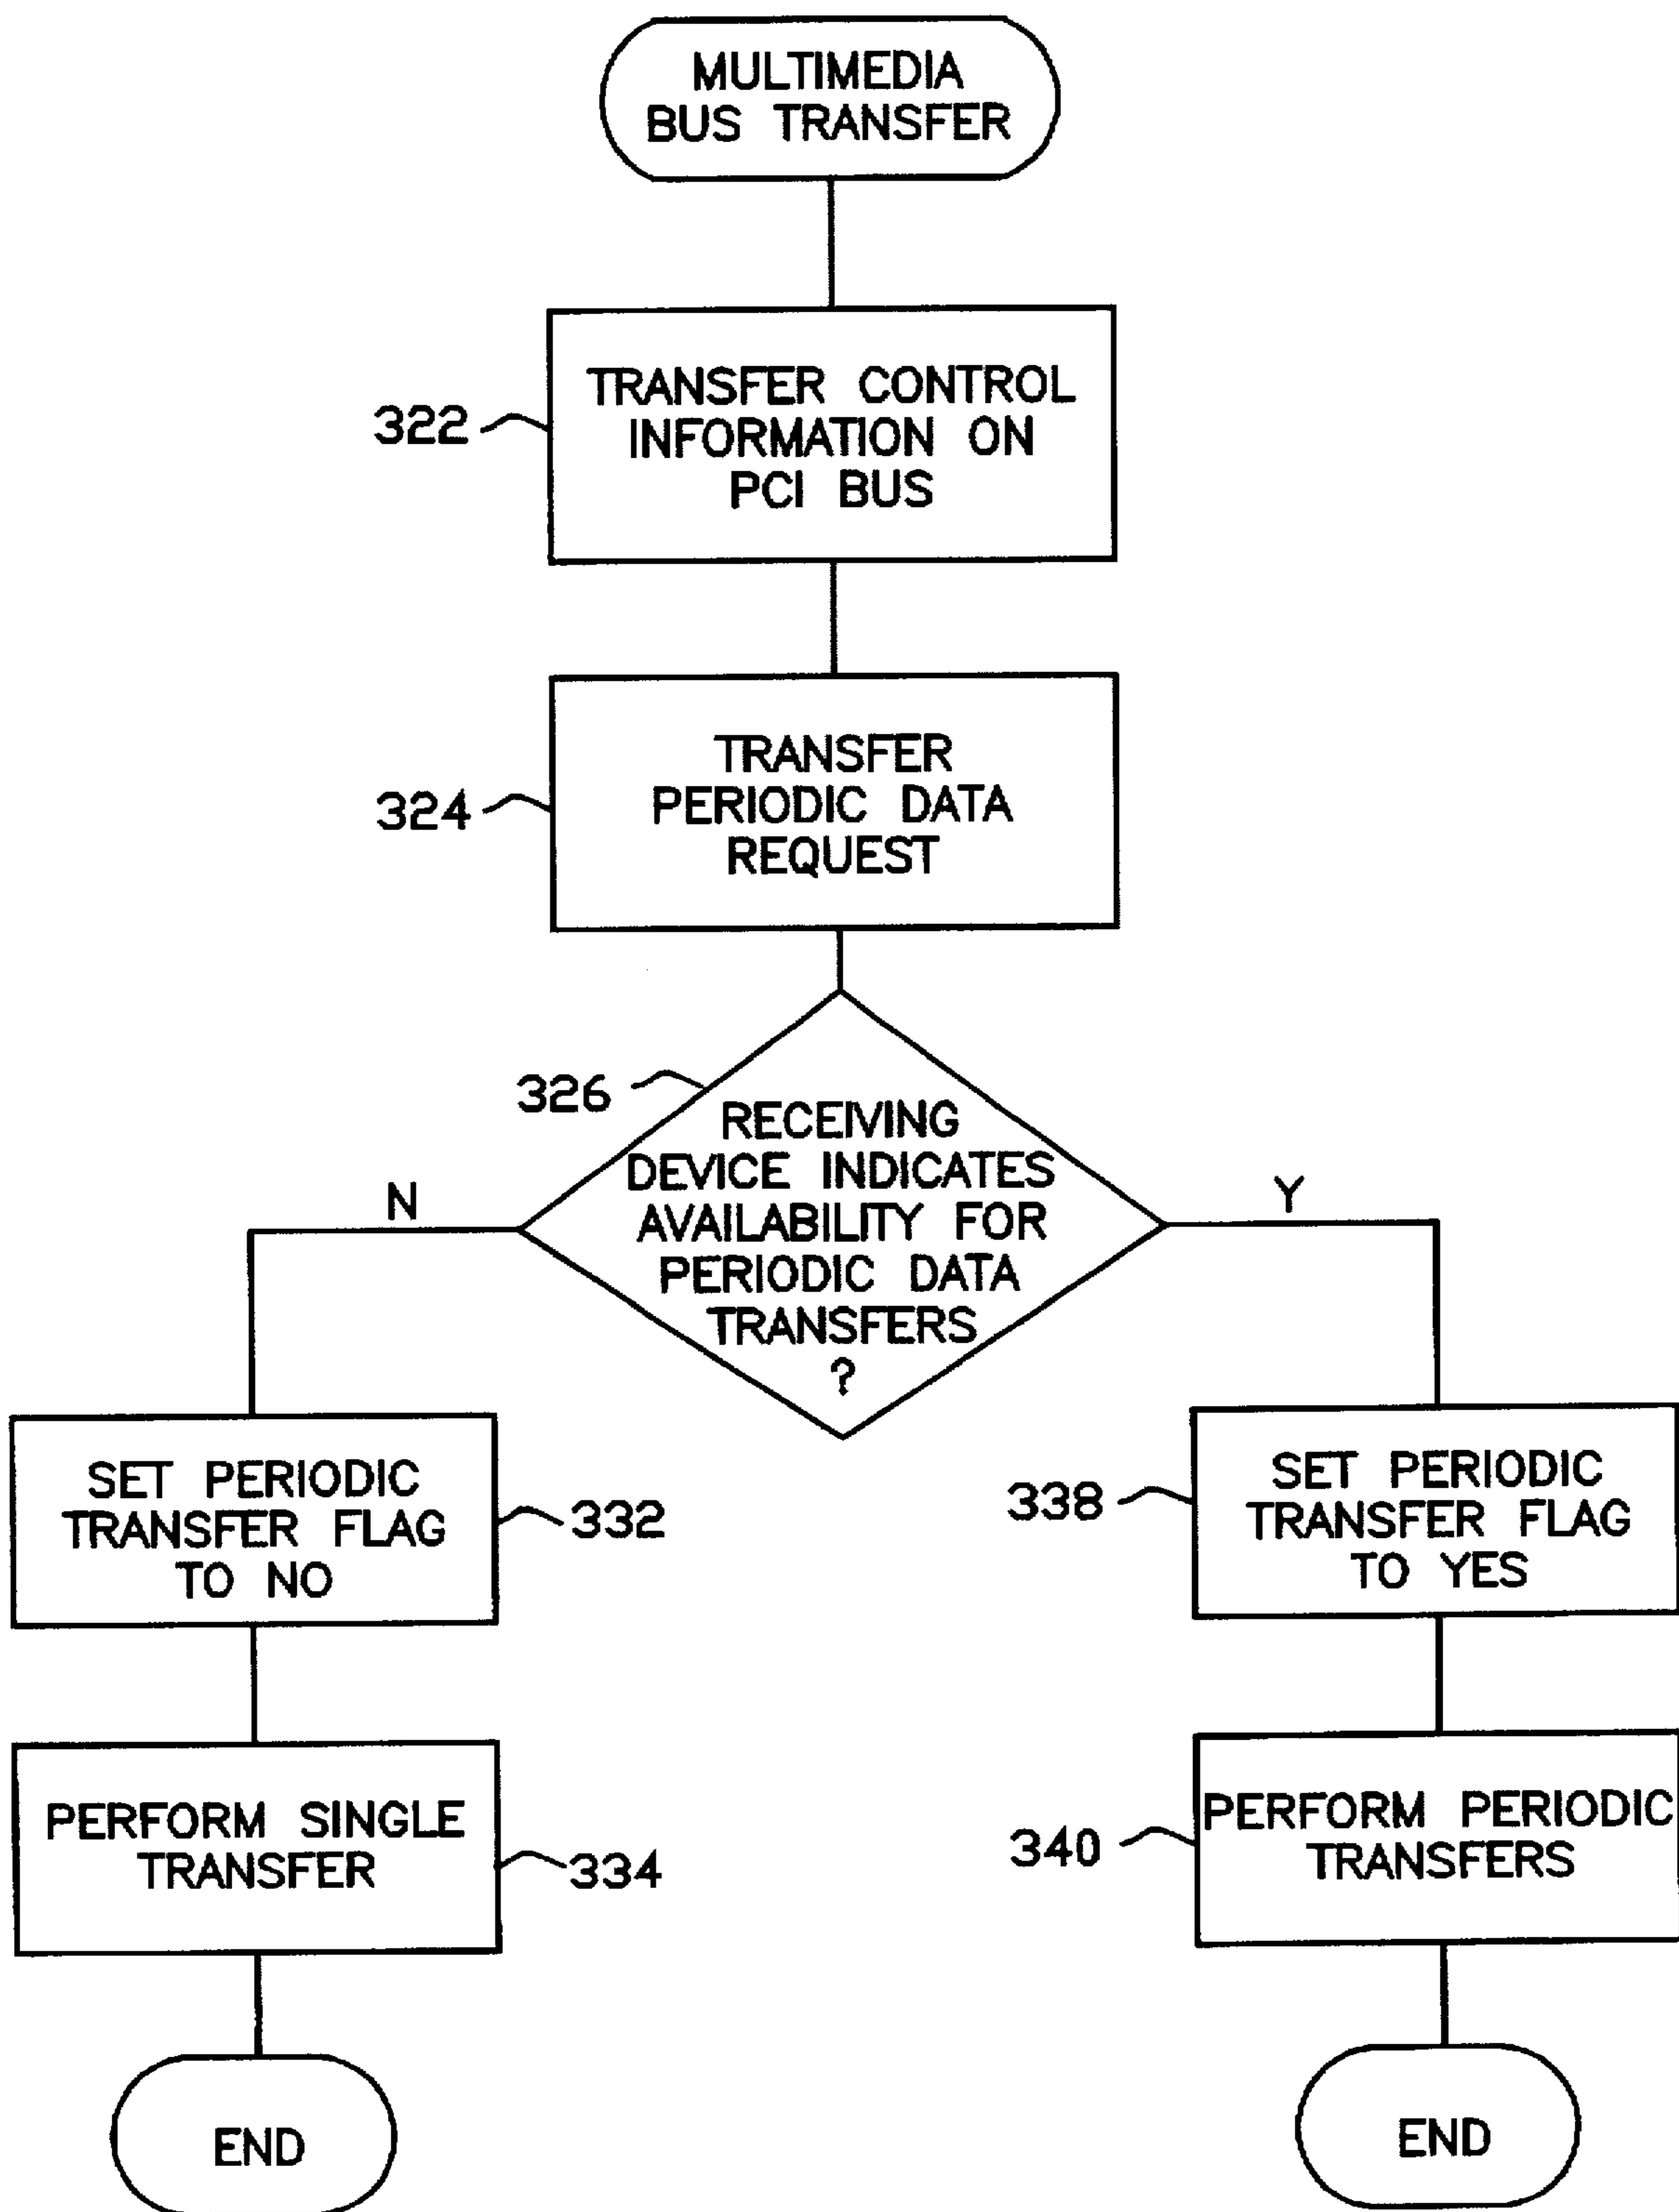 MULTIMEDIA
BUS TRANSFER
322
TRANSFER CONTROL
INFORMATION ON
PCI BUS
324
TRANSFER
PERIODIC DATA
REQUEST
326
RECEIVING
DEVICE INDICATES
AVAILABILITY FOR
PERIODIC DATA
TRANSFERS
?
N
Y
SET PERIODIC
TRANSFER FLAG
TO NO
332
338
SET PERIODIC
TRANSFER FLAG
TO YES
PERFORM SINGLE
TRANSFER
334
340
PERFORM PERIODIC
TRANSFERS
END
END